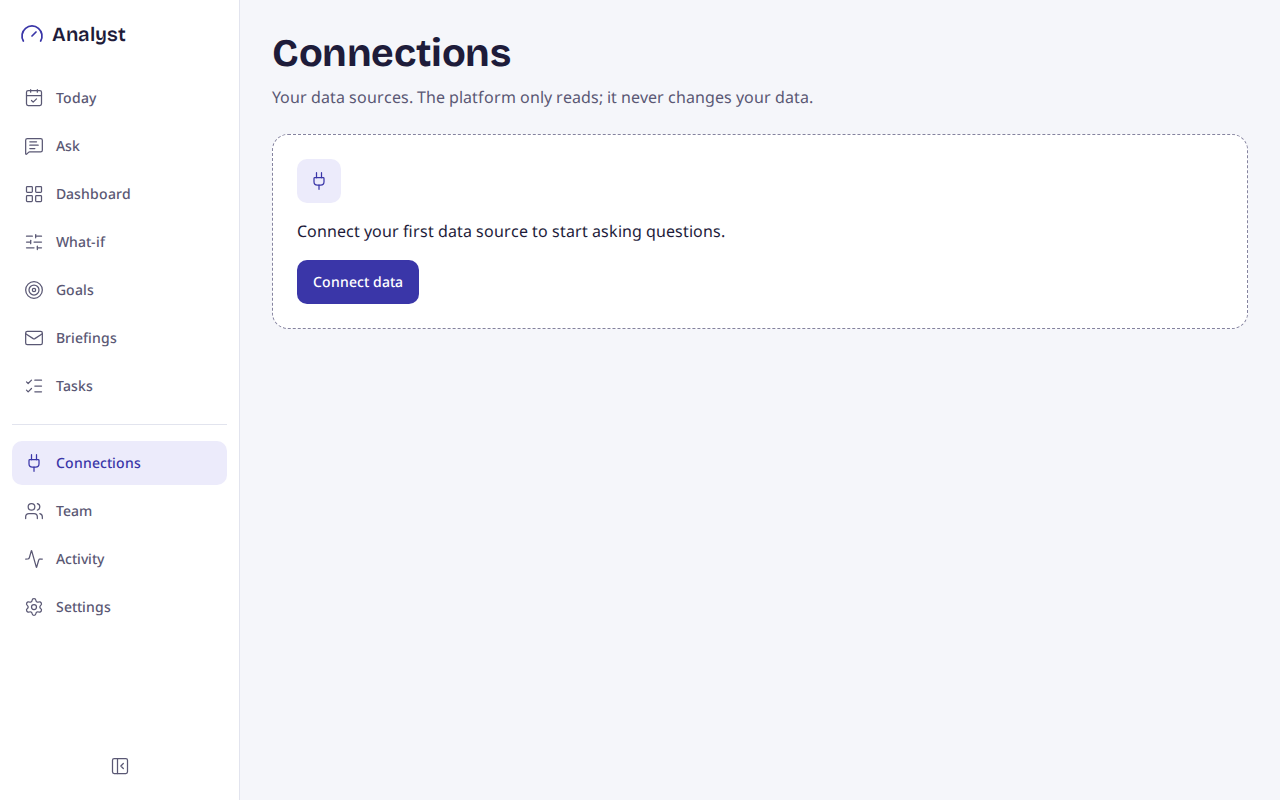 Analyst
Today
Ask
Dashboard
What-if
Goals
Briefings
Tasks
Connections
Team
Activity
Settings
Connections
Your data sources. The platform only reads; it never changes your data.
Connect your first data source to start asking questions.
Connect data